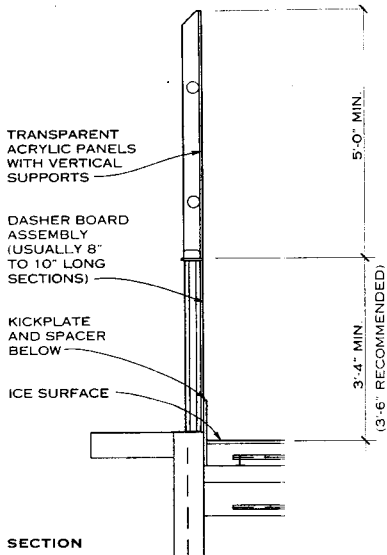 TRANSPARENT
ACRYLIC PANELS
WITH VERTICAL
SUPPORTS
DASHER BOARD
ASSEMBLY
(USUALLY 8"
TO 10" LONG
SECTIONS)
KICKPLATE
AND SPACER
BELOW
ICE SURFACE
SECTION
5'-0" MIN.
3'-4" MIN.
(3'-6" RECOMMENDED)